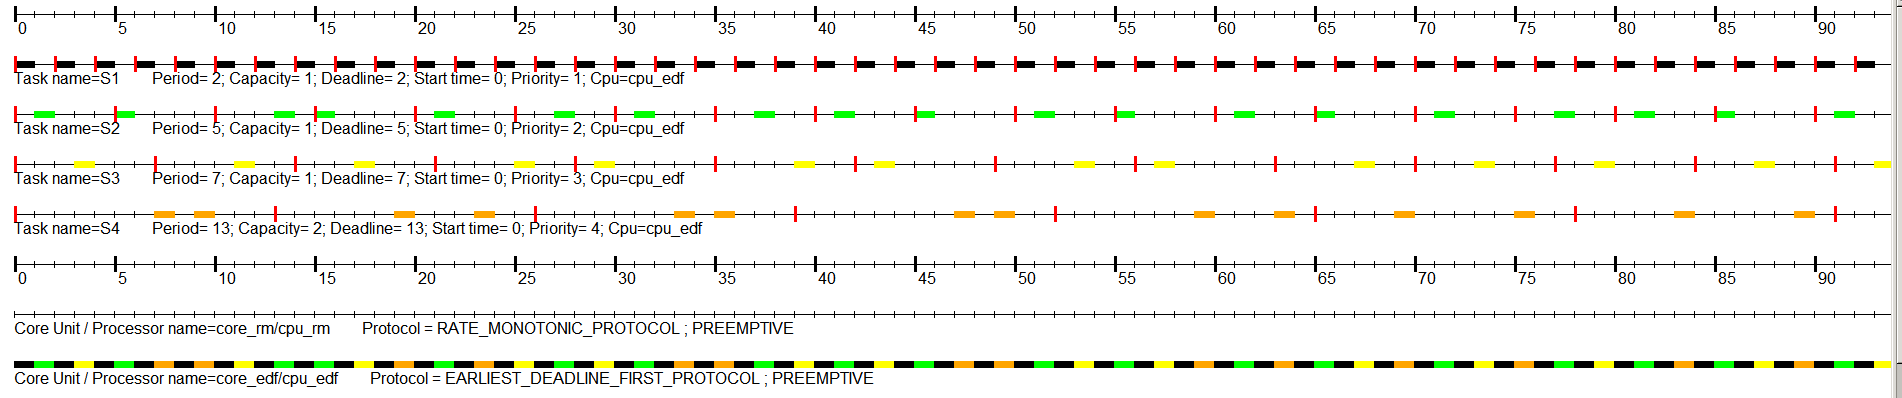 0 5 10 15 20 25 30 35 40 45 50 55 60 65 70 75 80 85 90
Task name=S1 Period= 2; Capacity= 1; Deadline= 2; Start time= 0; Priority= 1; Cpu=cpu_edf
Task name=S2 Period= 5; Capacity= 1; Deadline= 5; Start time= 0; Priority= 2; Cpu=cpu_edf
Task name=S3 Period= 7; Capacity= 1; Deadline= 7; Start time= 0; Priority= 3; Cpu=cpu_edf
Task name=S4 Period= 13; Capacity= 2; Deadline= 13; Start time= 0; Priority= 4; Cpu=cpu_edf
0 5 10 15 20 25 30 35 40 45 50 55 60 65 70 75 80 85 90
Core Unit / Processor name=core_rm/cpu_rm Protocol = RATE_MONOTONIC_PROTOCOL ; PREEMPTIVE
Core Unit / Processor name=core_edf/cpu_edf Protocol = EARLIEST_DEADLINE_FIRST_PROTOCOL ; PREEMPTIVE